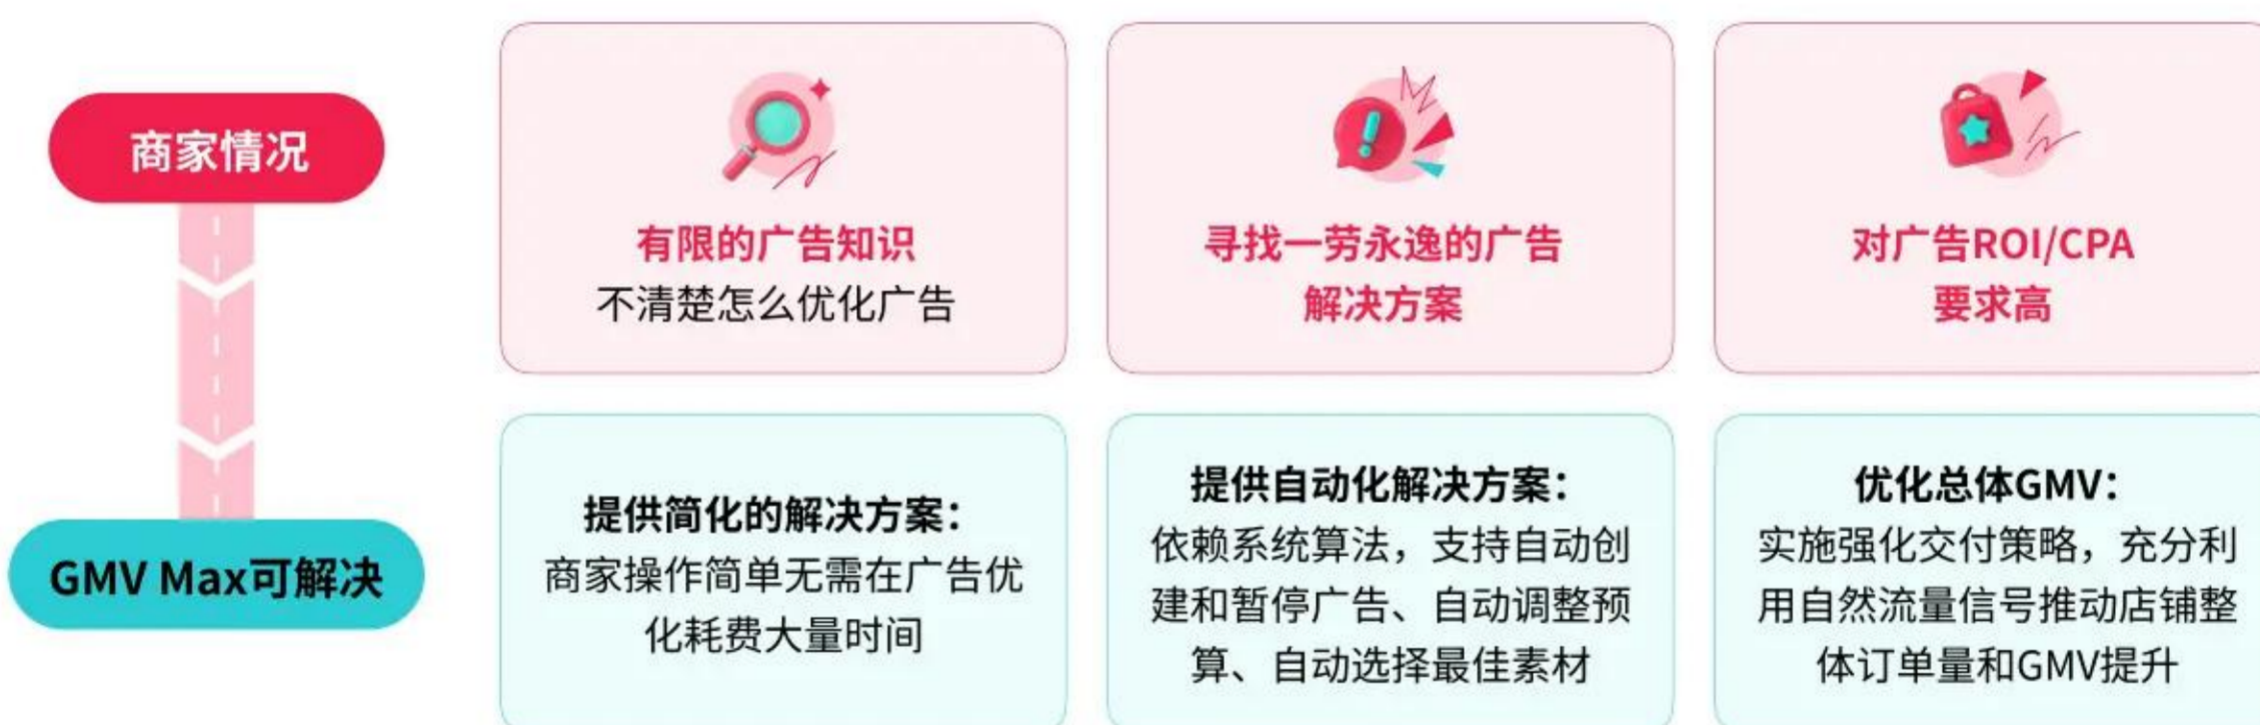 商家情况
有限的广告知识
不清楚怎么优化广告
寻找一劳永逸的广告
解决方案
对广告ROI/CPA
要求高
GMV Max可解决
提供简化的解决方案：
商家操作简单无需在广告优
化耗费大量时间
提供自动化解决方案：
依赖系统算法，支持自动创
建和暂停广告、自动调整预
算、自动选择最佳素材
优化总体GMV：
实施强化交付策略，充分利
用自然流量信号推动店铺整
体订单量和GMV提升